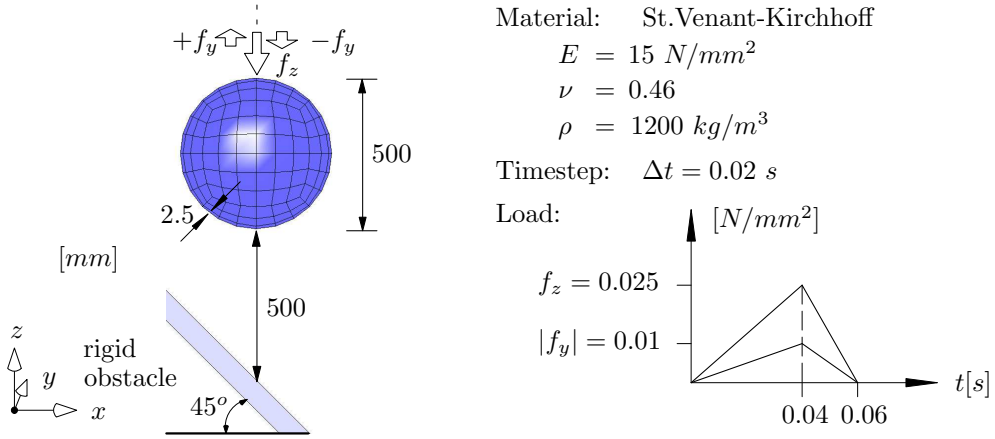 +f_y
−f_y
f_z
500
2.5
[mm]
500
rigid
obstacle
45°
z
y
x
Material: St.Venant-Kirchhoff
E = 15 N/mm²
ν = 0.46
ρ = 1200 kg/m³
Timestep: Δt = 0.02 s
Load:
[N/mm²]
f_z = 0.025
|f_y| = 0.01
t[s]
0.04 0.06